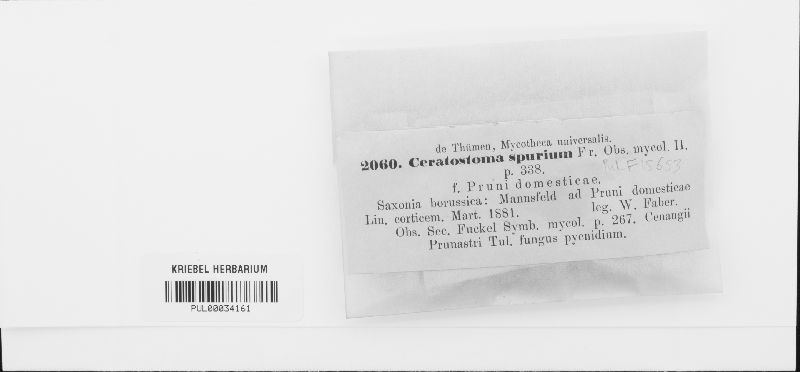 de Thümen, Mycotheca universalis.
2060. Ceratostoma spurium Fr. Obs. mycol. II.
p. 338.
Pul F15653
f. Pruni domesticae.
Saxonia borussica: Mannsfeld ad Pruni domesticae
Lin. corticem. Mart. 1881. leg. W. Faber.
Obs. Sec. Fuckel Symb. mycol. p. 267. Cenangii
Prunastri Tul. fungus pycnidium.
KRIEBEL HERBARIUM
PUL00034161